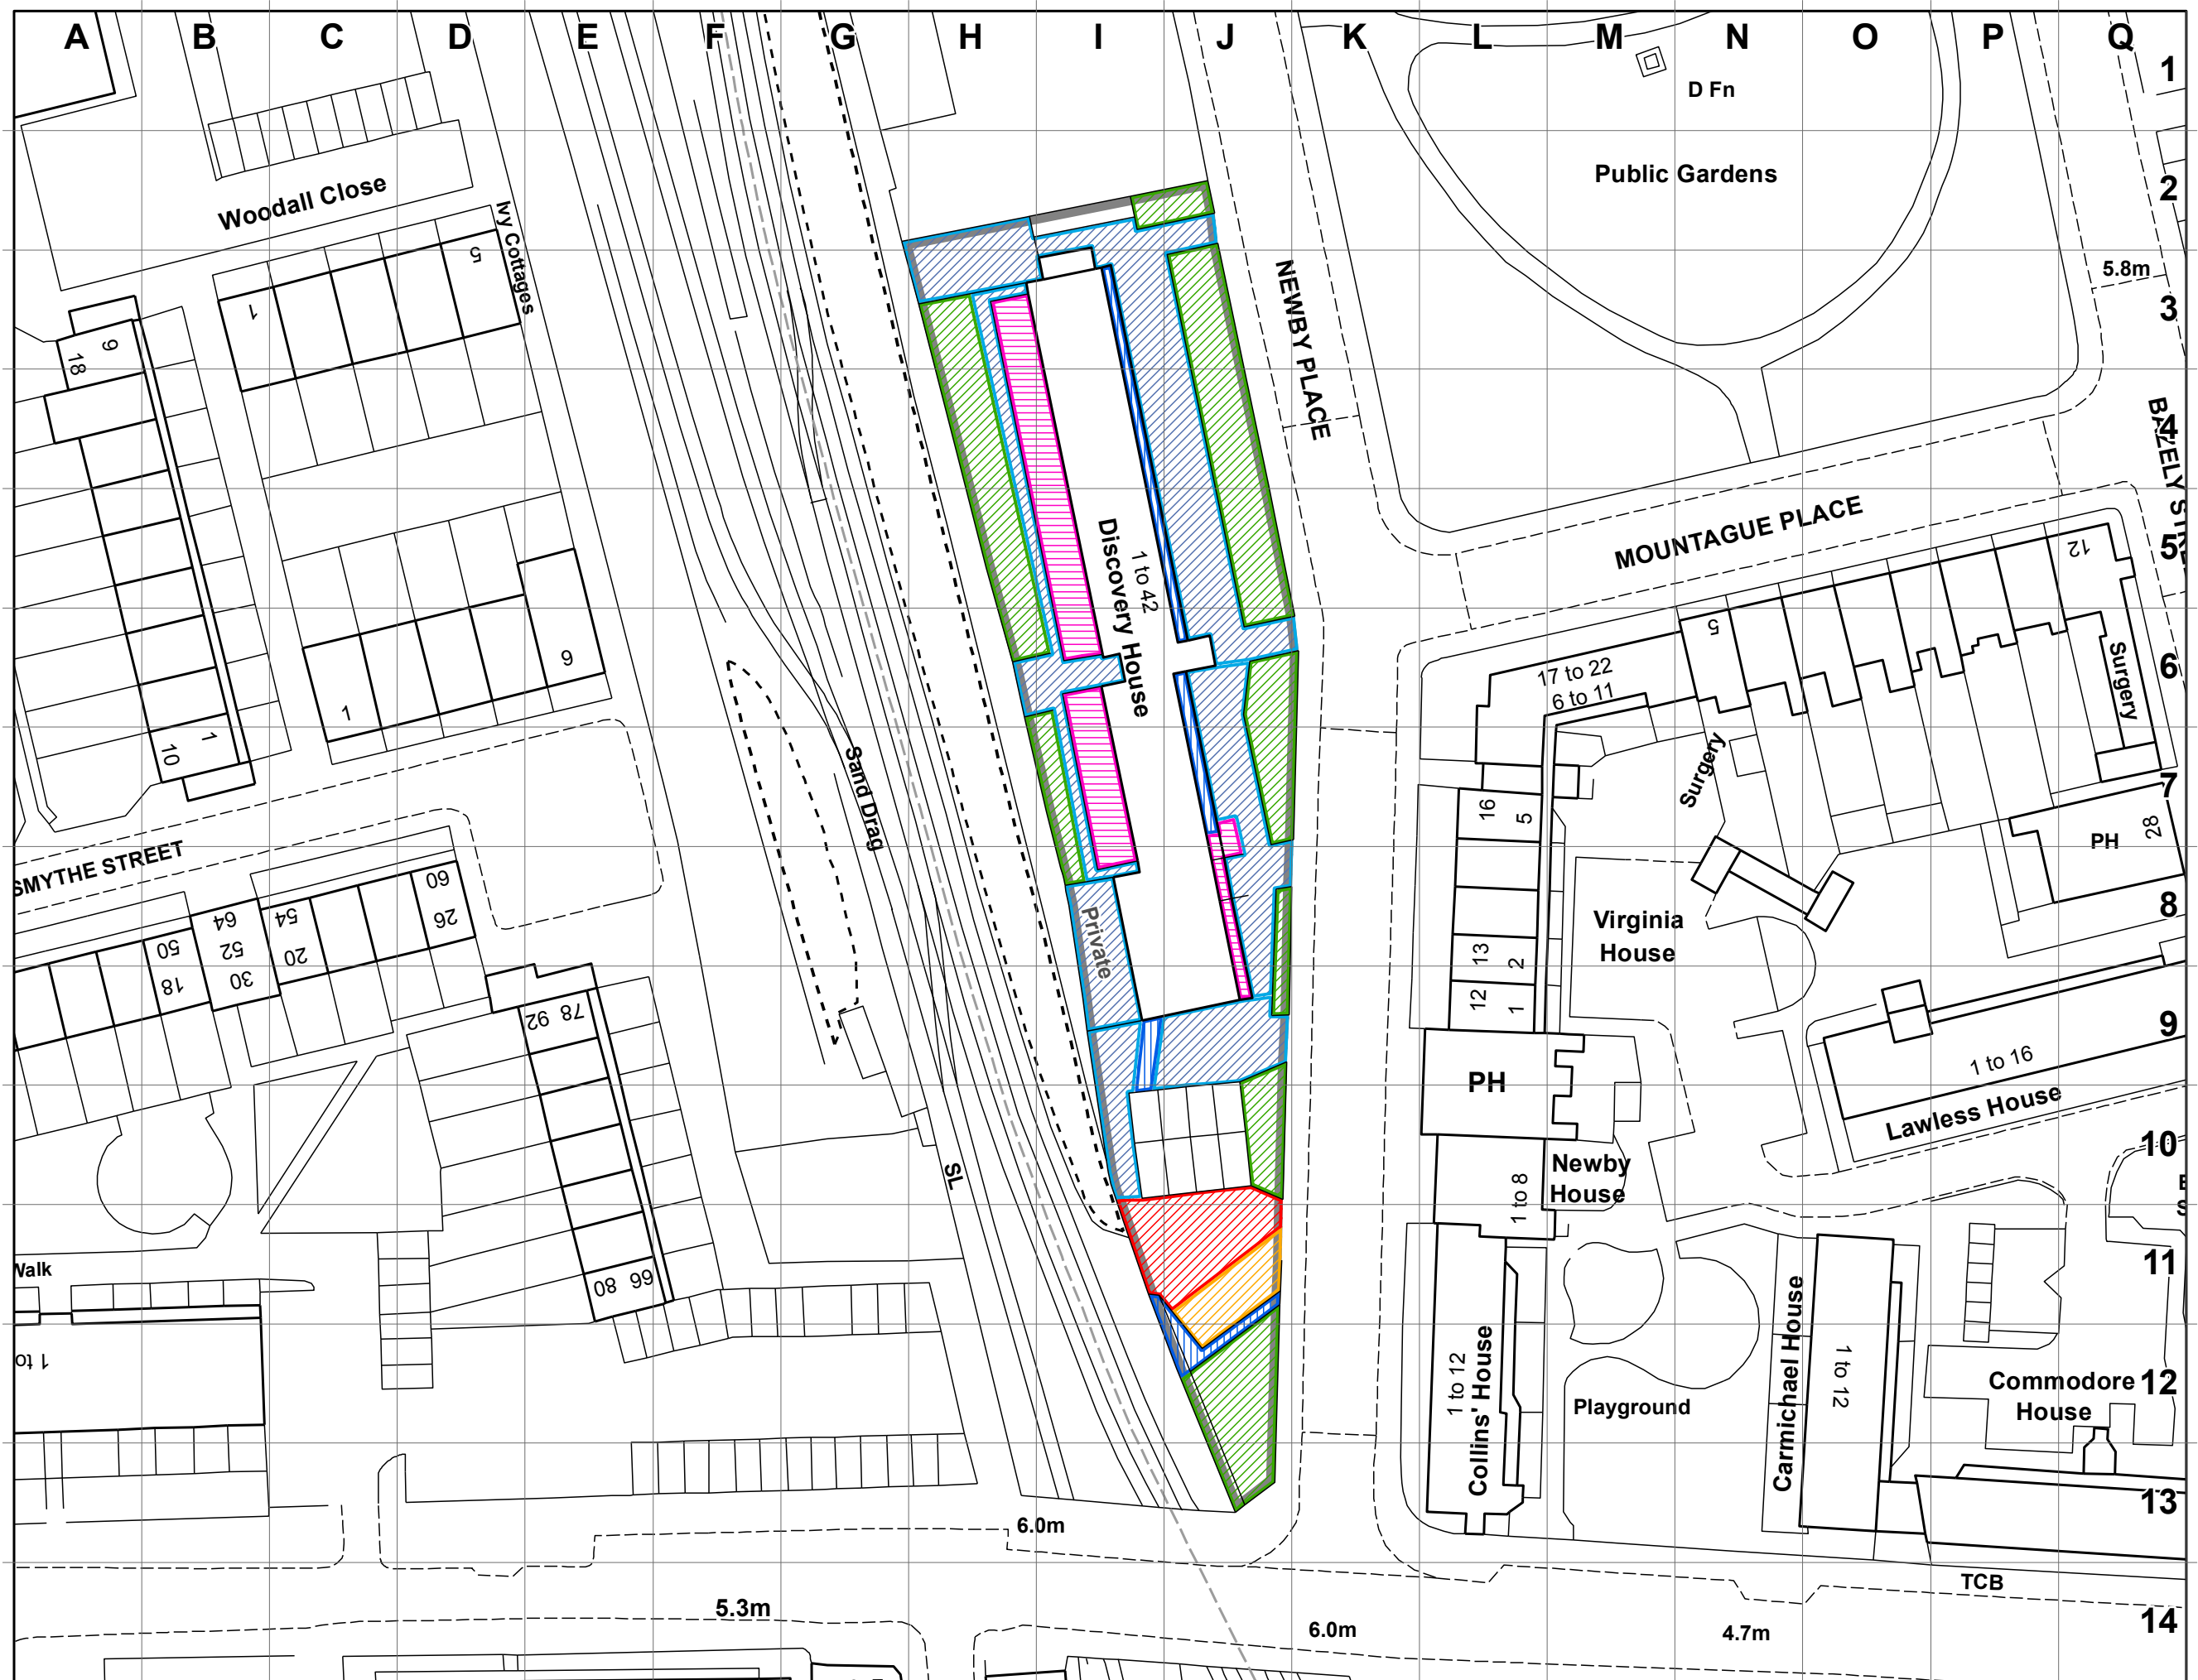 A B C D E F G H I J K L M N O P Q
1
2
3
4
5
6
7
8
9
10
11
12
13
14
D Fn
Public Gardens
Woodall Close
Ivy Cottages
5
1
5.8m
NEWBY PLACE
9
18
BAZELY STRE
MOUNTAGUE PLACE
12
Discovery House
1 to 42
5
17 to 22
6 to 11
Surgery
6
1
1
10
Sand Drag
Surgery
16
5
PH
28
SMYTHE STREET
60
26
64
52
30
54
20
50
18
Private
Virginia
House
13
2
12
1
78
92
1 to 16
Lawless House
PH
SL
Newby
House
1 to 8
Walk
66
80
1 to
Collins' House
1 to 12
Carmichael House
1 to 12
Playground
Commodore
House
6.0m
TCB
5.3m
6.0m
4.7m